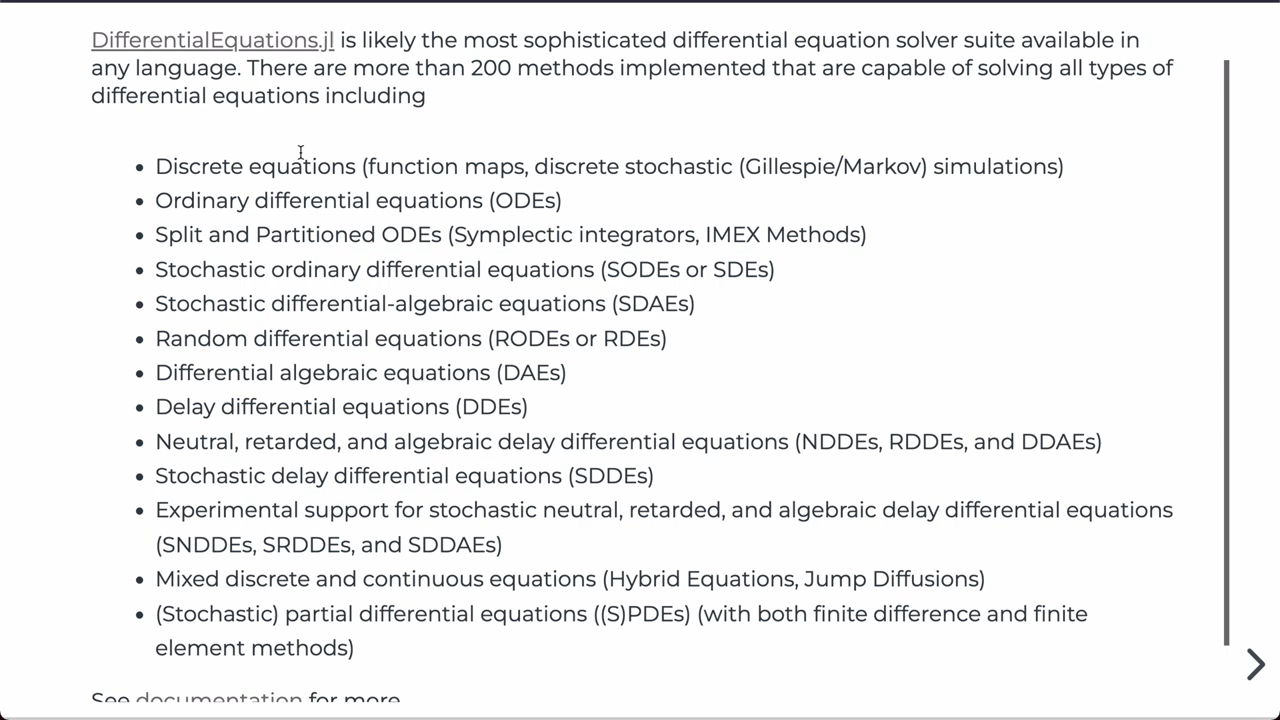 DifferentialEquations.jl is likely the most sophisticated differential equation solver suite available in
any language. There are more than 200 methods implemented that are capable of solving all types of
differential equations including
• Discrete equations (function maps, discrete stochastic (Gillespie/Markov) simulations)
• Ordinary differential equations (ODEs)
• Split and Partitioned ODEs (Symplectic integrators, IMEX Methods)
• Stochastic ordinary differential equations (SODEs or SDEs)
• Stochastic differential-algebraic equations (SDAEs)
• Random differential equations (RODEs or RDEs)
• Differential algebraic equations (DAEs)
• Delay differential equations (DDEs)
• Neutral, retarded, and algebraic delay differential equations (NDDEs, RDDEs, and DDAEs)
• Stochastic delay differential equations (SDDEs)
• Experimental support for stochastic neutral, retarded, and algebraic delay differential equations
(SNDDEs, SRDDEs, and SDDAEs)
• Mixed discrete and continuous equations (Hybrid Equations, Jump Diffusions)
• (Stochastic) partial differential equations ((S)PDEs) (with both finite difference and finite
element methods)
See documentation for more